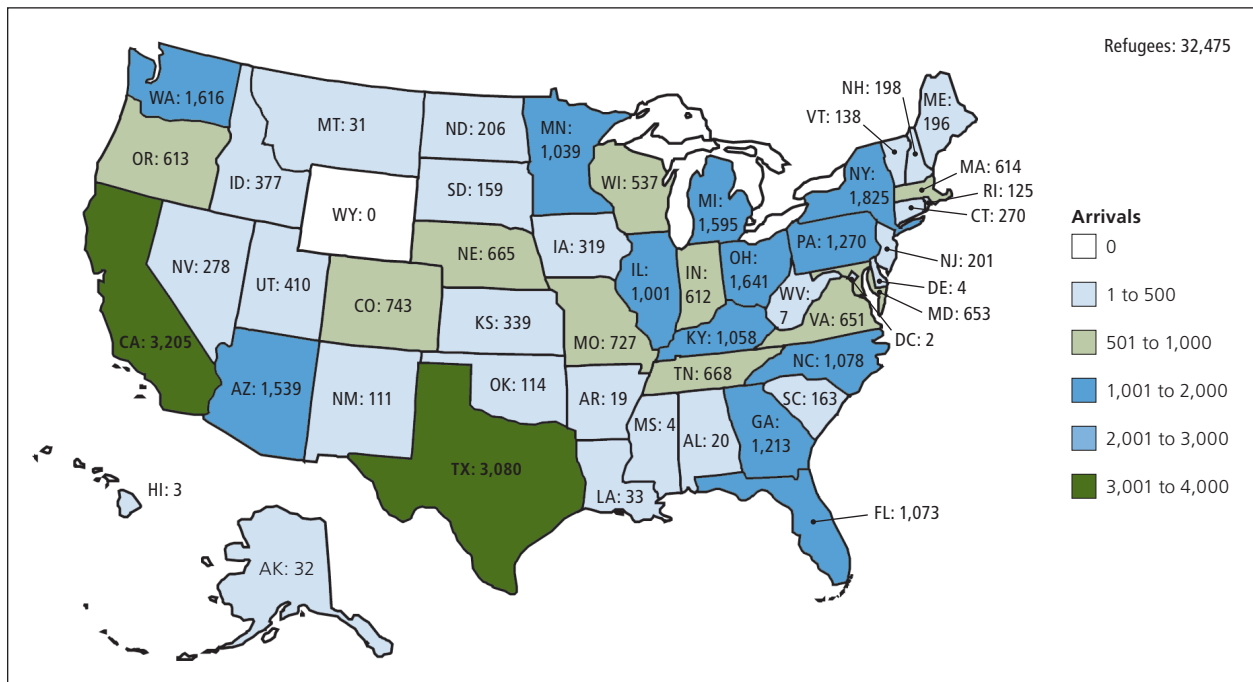 Refugees: 32,475
NH: 198
ME:
196
VT: 138
WA: 1,616
MT: 31
ND: 206
MN:
1,039
OR: 613
ID: 377
SD: 159
WI: 537
MI:
1,595
NY:
1,825
MA: 614
RI: 125
CT: 270
WY: 0
IA: 319
PA: 1,270
NJ: 201
NE: 665
NV: 278
UT: 410
CO: 743
IL:
1,001
IN:
612
OH:
1,641
WV:
7
DE: 4
MD: 653
VA: 651
DC: 2
KS: 339
MO: 727
KY: 1,058
CA: 3,205
AZ: 1,539
NM: 111
OK: 114
AR: 19
TN: 668
NC: 1,078
SC: 163
MS: 4
AL: 20
GA:
1,213
TX: 3,080
LA: 33
FL: 1,073
HI: 3
AK: 32
Arrivals
0
1 to 500
501 to 1,000
1,001 to 2,000
2,001 to 3,000
3,001 to 4,000